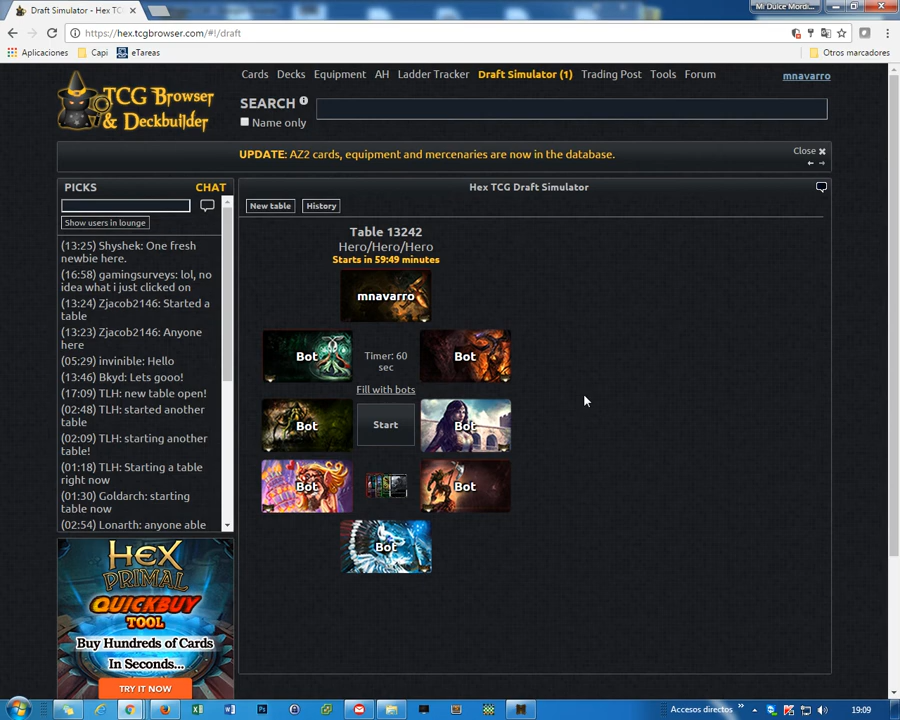 Draft Simulator - Hex TC
Mi Dulce Mordi...
https://hex.tcgbrowser.com/#!/draft
Aplicaciones
Capi
eTareas
Otros marcadores
TCG Browser
& Deckbuilder
Cards Decks Equipment AH Ladder Tracker Draft Simulator (1) Trading Post Tools Forum
mnavarro
SEARCH
Name only
UPDATE: AZ2 cards, equipment and mercenaries are now in the database.
Close
PICKS
CHAT
Show users in lounge
(13:25) Shyshek: One fresh
newbie here.
(16:58) gamingsurveys: lol, no
idea what i just clicked on
(13:24) Zjacob2146: Started a
table
(13:23) Zjacob2146: Anyone
here
(05:29) invinible: Hello
(13:46) Bkyd: Lets gooo!
(17:09) TLH: new table open!
(02:48) TLH: started another
table
(02:09) TLH: starting another
table!
(01:18) TLH: Starting a table
right now
(01:30) Goldarch: starting
table now
(02:54) Lonarth: anyone able
Hex TCG Draft Simulator
New table
History
Table 13242
Hero/Hero/Hero
Starts in 59:49 minutes
mnavarro
Bot
Timer: 60
sec
Bot
Fill with bots
Bot
Start
Bot
Bot
Bot
Bot
HEX
PRIMAL
QUICKBUY
TOOL
Buy Hundreds of Cards
In Seconds...
TRY IT NOW
Accesos directos
19:09